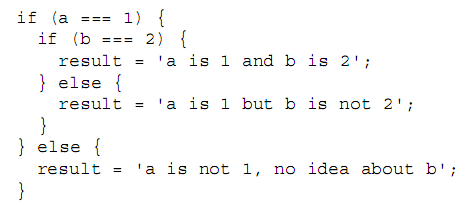 if (a === 1) {
  if (b === 2) {
    result = 'a is 1 and b is 2';
  } else {
    result = 'a is 1 but b is not 2';
  }
} else {
  result = 'a is not 1, no idea about b';
}